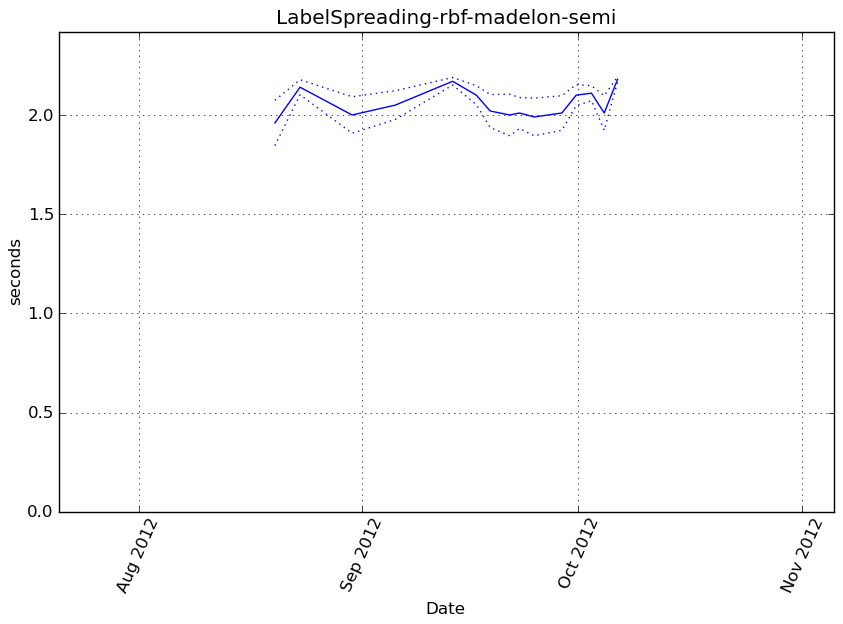 LabelSpreading-rbf-madelon-semi
2.0
1.5
1.0
0.5
0.0
seconds
Aug 2012
Sep 2012
Oct 2012
Nov 2012
Date